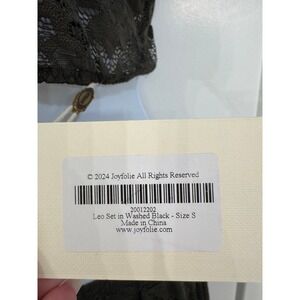 © 2024 Joyfolie All Rights Reserved
20012202
Leo Set in Washed Black - Size S
Made in China
www.joyfolie.com